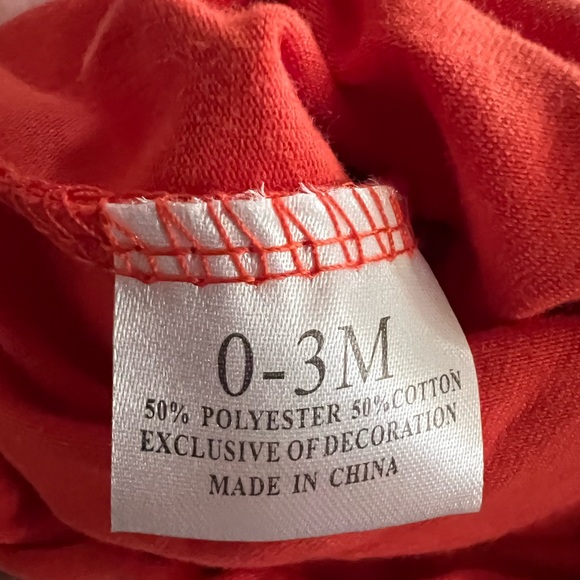 0-3M
50% POLYESTER 50% COTTON
EXCLUSIVE OF DECORATION
MADE IN CHINA